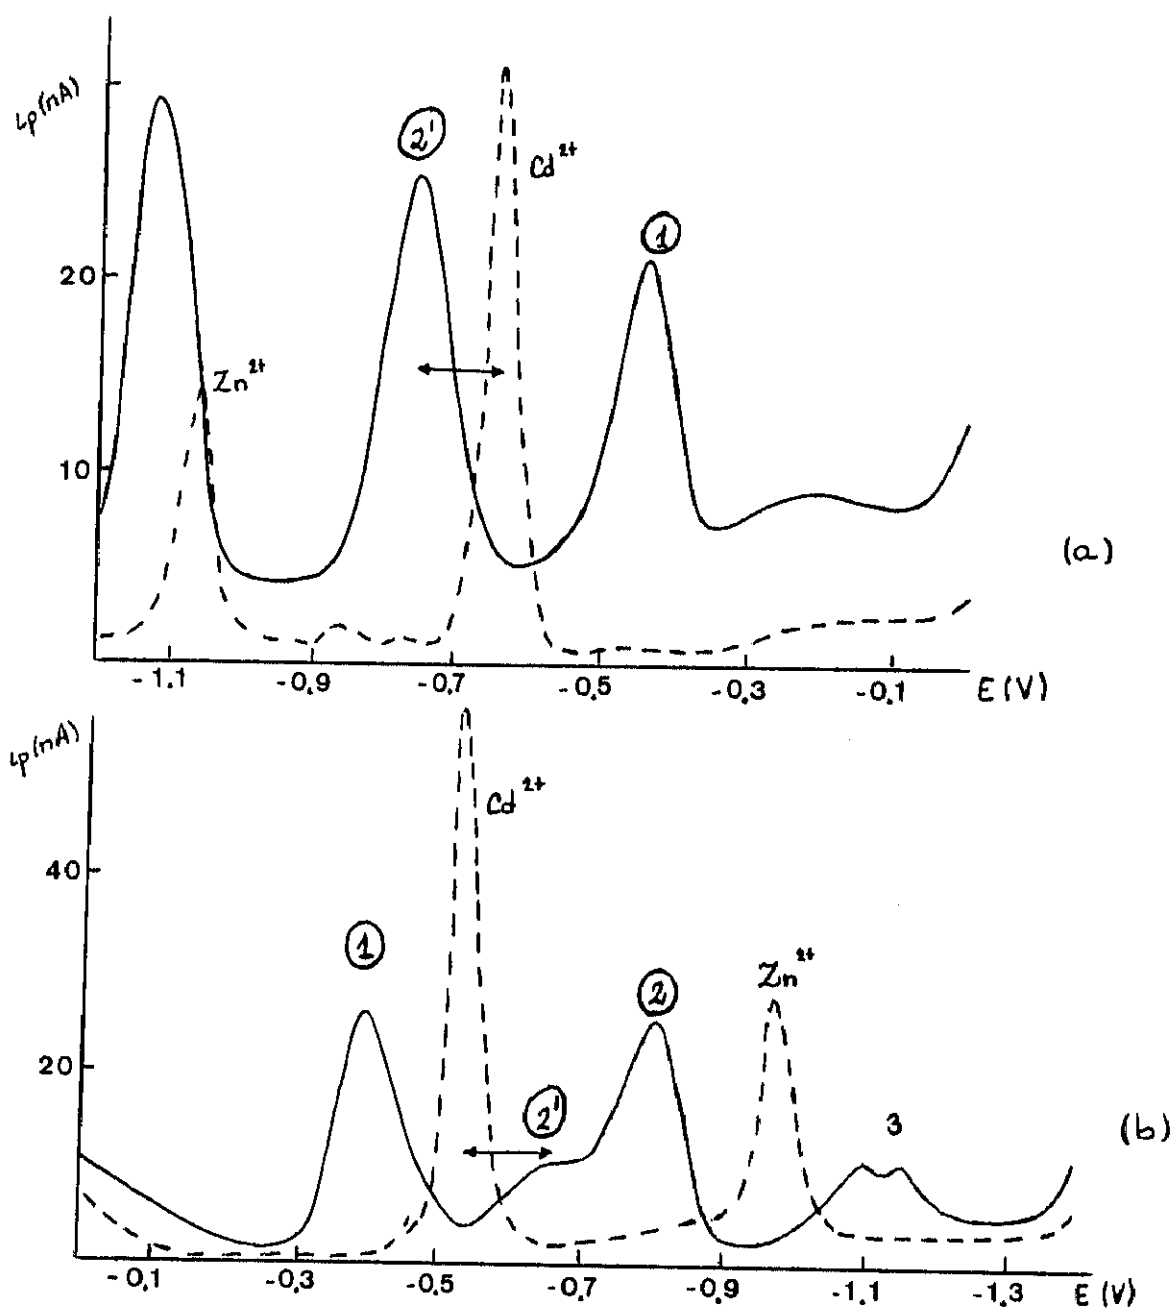 ip(nA)
2'
Cd²⁺
1
20
Zn²⁺
10
(a)
-1.1 -0.9 -0.7 -0.5 -0.3 -0.1 E(V)
ip(nA)
Cd²⁺
40
1
2
Zn²⁺
20
2'
3
(b)
-0.1 -0.3 -0.5 -0.7 -0.9 -1.1 -1.3 E(V)